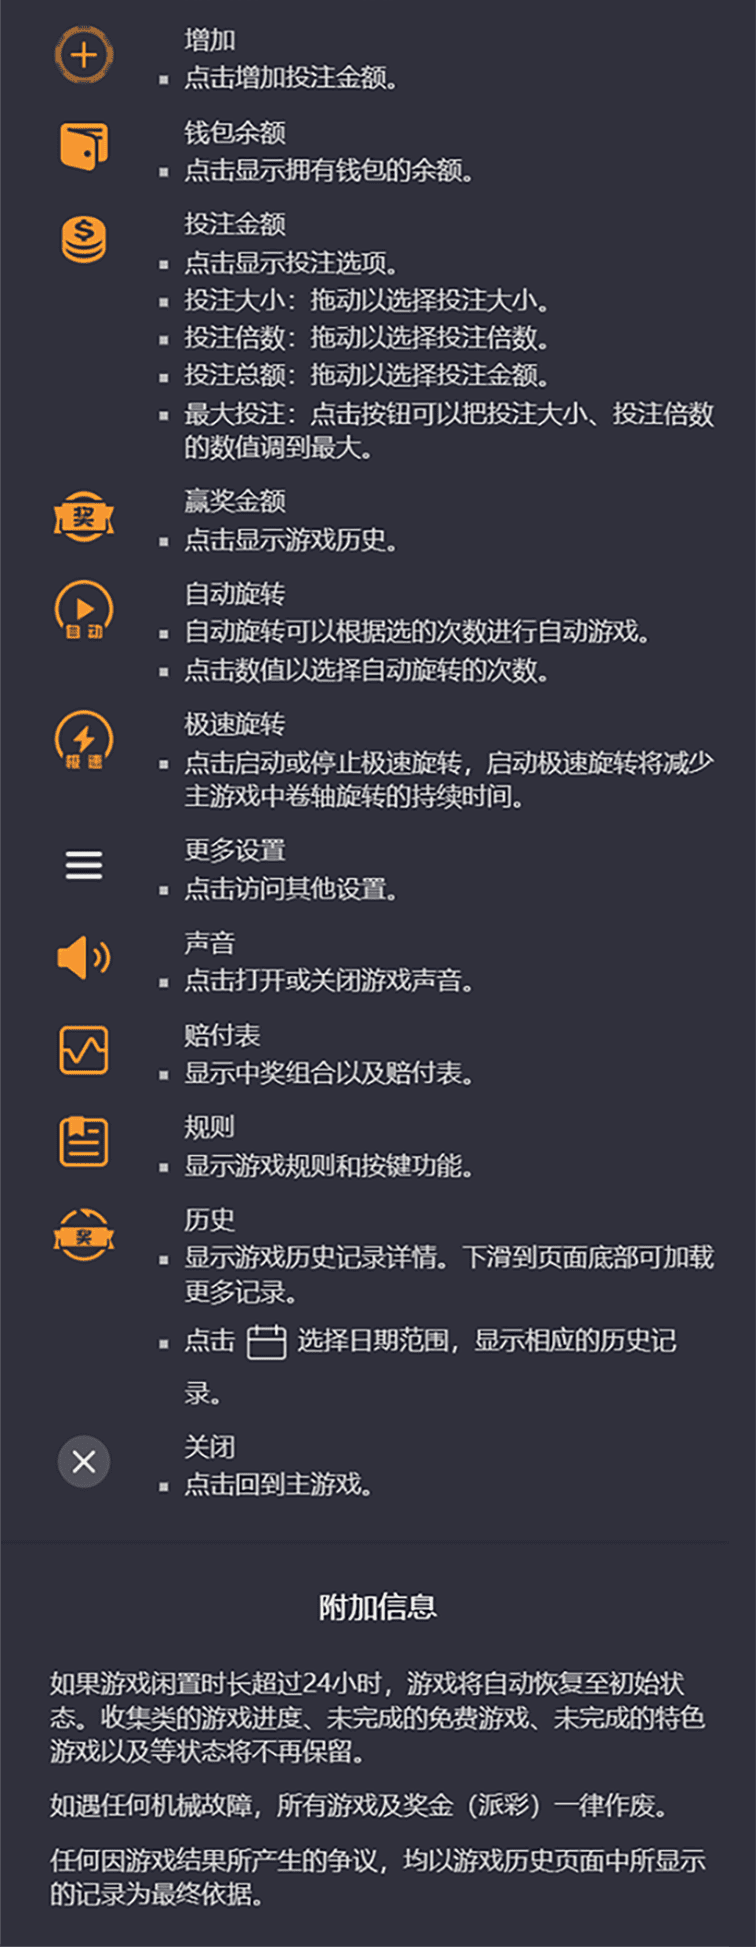 增加
▪ 点击增加投注金额。
钱包余额
▪ 点击显示拥有钱包的余额。
投注金额
▪ 点击显示投注选项。
▪ 投注大小：拖动以选择投注大小。
▪ 投注倍数：拖动以选择投注倍数。
▪ 投注总额：拖动以选择投注金额。
▪ 最大投注：点击按钮可以把投注大小、投注倍数
的数值调到最大。
奖
赢奖金额
▪ 点击显示游戏历史。
自动
自动旋转
▪ 自动旋转可以根据选的次数进行自动游戏。
▪ 点击数值以选择自动旋转的次数。
极速
极速旋转
▪ 点击启动或停止极速旋转，启动极速旋转将减少
主游戏中卷轴旋转的持续时间。
更多设置
▪ 点击访问其他设置。
声音
▪ 点击打开或关闭游戏声音。
赔付表
▪ 显示中奖组合以及赔付表。
规则
▪ 显示游戏规则和按键功能。
奖
历史
▪ 显示游戏历史记录详情。下滑到页面底部可加载
更多记录。
▪ 点击 选择日期范围，显示相应的历史记
录。
关闭
▪ 点击回到主游戏。
附加信息
如果游戏闲置时长超过24小时，游戏将自动恢复至初始状
态。收集类的游戏进度、未完成的免费游戏、未完成的特色
游戏以及等状态将不再保留。
如遇任何机械故障，所有游戏及奖金（派彩）一律作废。
任何因游戏结果所产生的争议，均以游戏历史页面中所显示
的记录为最终依据。